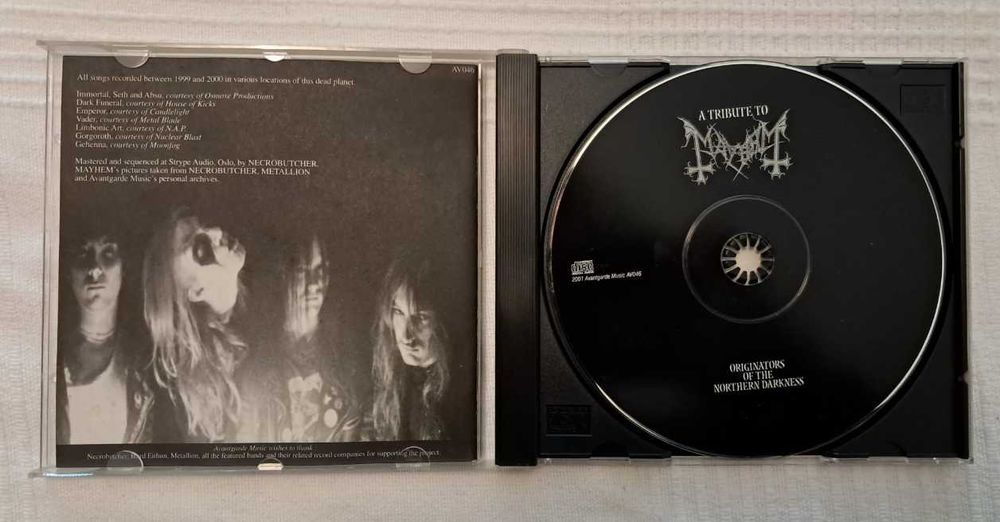 AV046
All songs recorded between 1999 and 2000 in various locations of this dead planet.
Immortal, Seth and Absu, courtesy of Osmose Productions
Dark Funeral, courtesy of House of Kicks
Emperor, courtesy of Candlelight
Vader, courtesy of Metal Blade
Limbonic Art, courtesy of N.A.P.
Gorgoroth, courtesy of Nuclear Blast
Gehenna, courtesy of Moonfog
Mastered and sequenced at Strype Audio, Oslo, by NECROBUTCHER.
MAYHEM's pictures taken from NECROBUTCHER, METALLION
and Avantgarde Music's personal archives.
Avantgarde Music wishes to thank
Necrobutcher, Eithun, Metallion, all the featured bands and their related record companies for supporting the project.
A TRIBUTE TO
MAYHEM
2001 Avantgarde Music AV046
ORIGINATORS
OF THE
NORTHERN DARKNESS